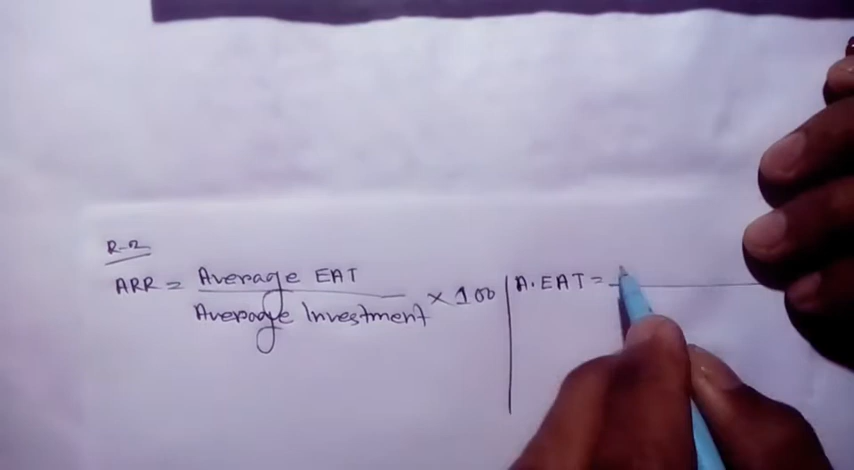 R-2
ARR = Average EAT / Average Investment × 100 | A. EAT =